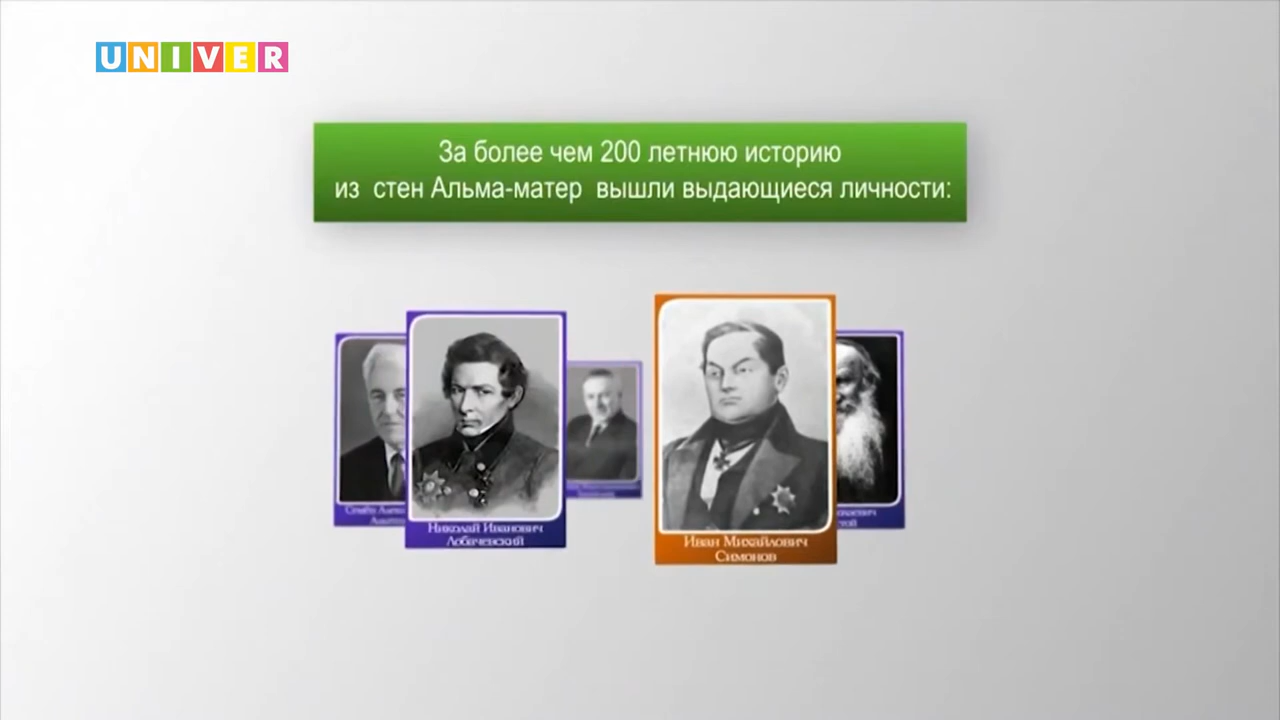 UNIVER
За более чем 200 летнюю историю
из стен Альма-матер вышли выдающиеся личности:
Николай Иванович
Лобачевский
Иван Михайлович
Симонов